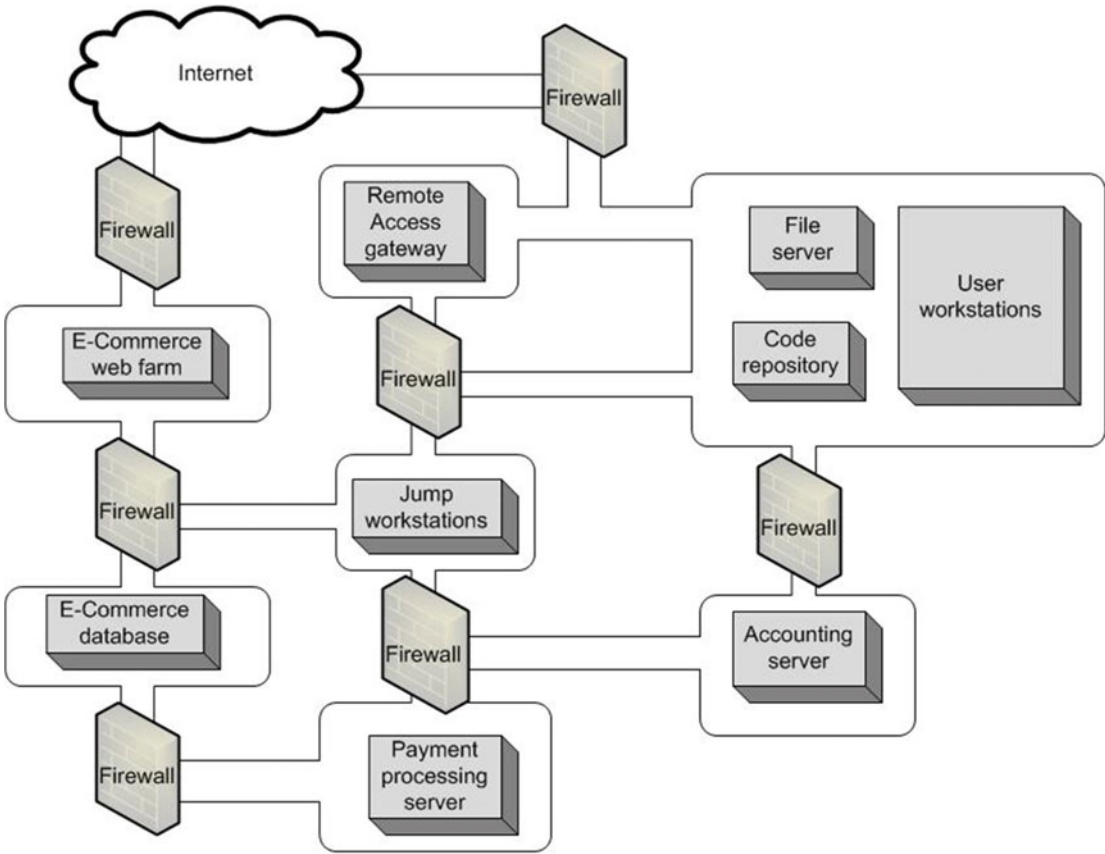 Internet
Firewall
Firewall
Remote
Access
gateway
File
server
User
workstations
E-Commerce
web farm
Firewall
Code
repository
Firewall
Jump
workstations
Firewall
E-Commerce
database
Firewall
Accounting
server
Firewall
Payment
processing
server